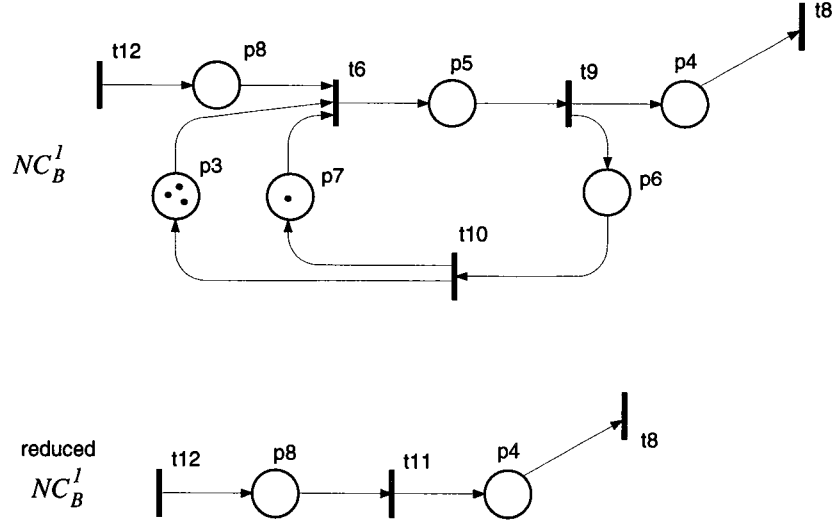 t8
t12
p8
t6
p5
t9
p4
NC_B^1
p3
p7
p6
t10
reduced
NC_B^1
t12
p8
t11
p4
t8